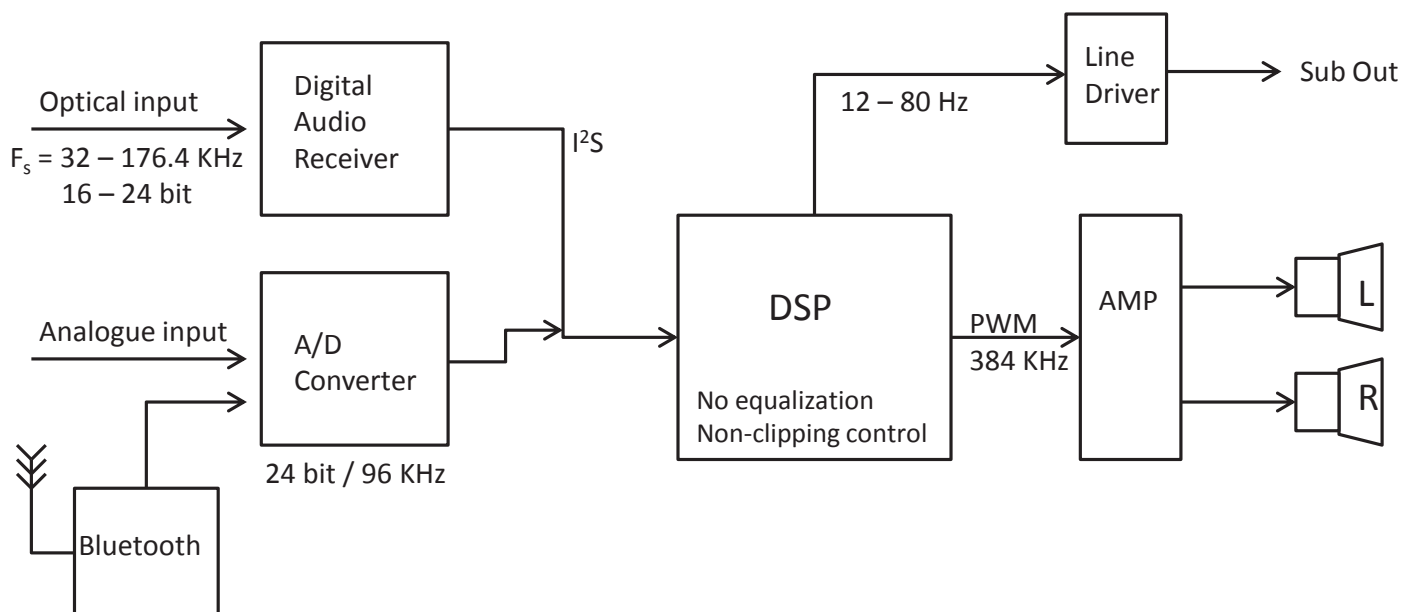 Optical input
Fs = 32 – 176.4 KHz
16 – 24 bit
Digital
Audio
Receiver
I²S
12 – 80 Hz
Line
Driver
Sub Out
Analogue input
A/D
Converter
24 bit / 96 KHz
Bluetooth
DSP
No equalization
Non-clipping control
PWM
384 KHz
AMP
L
R